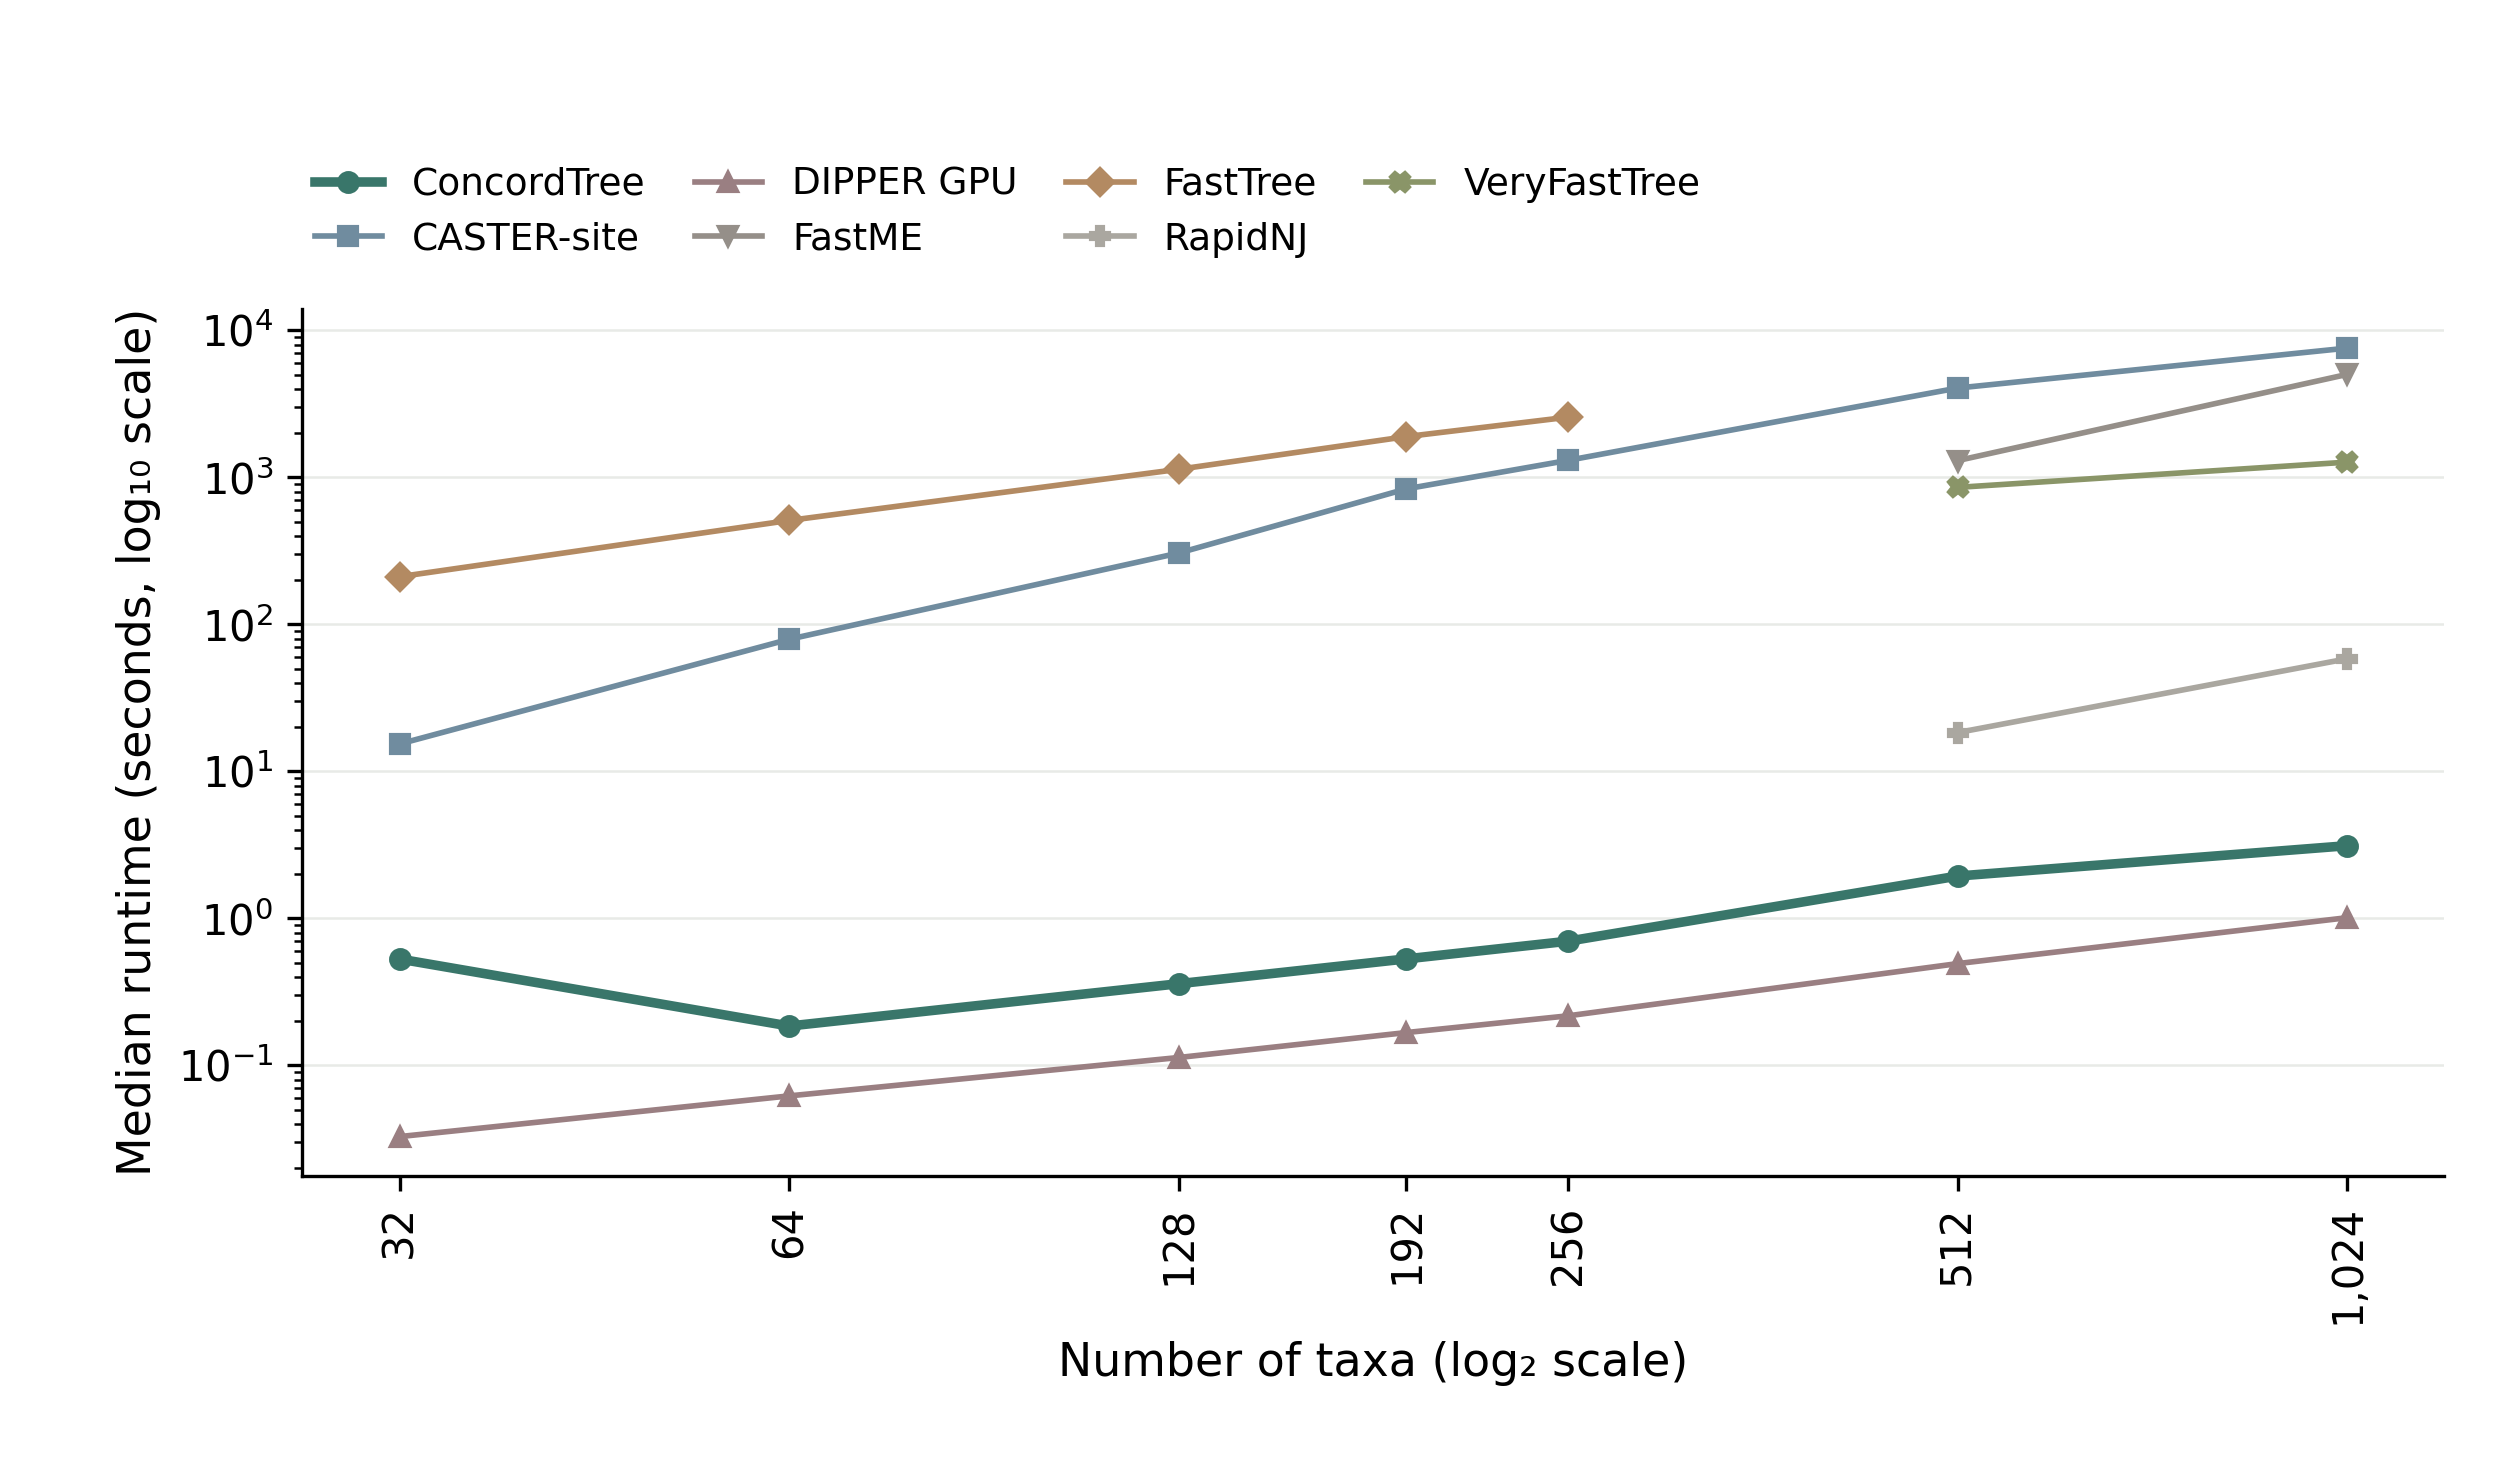 ConcordTree
CASTER-site
DIPPER GPU
FastME
FastTree
RapidNJ
VeryFastTree
Median runtime (seconds, log₁₀ scale)
10⁴
10³
10²
10¹
10⁰
10⁻¹
32
64
128
192
256
512
1,024
Number of taxa (log₂ scale)